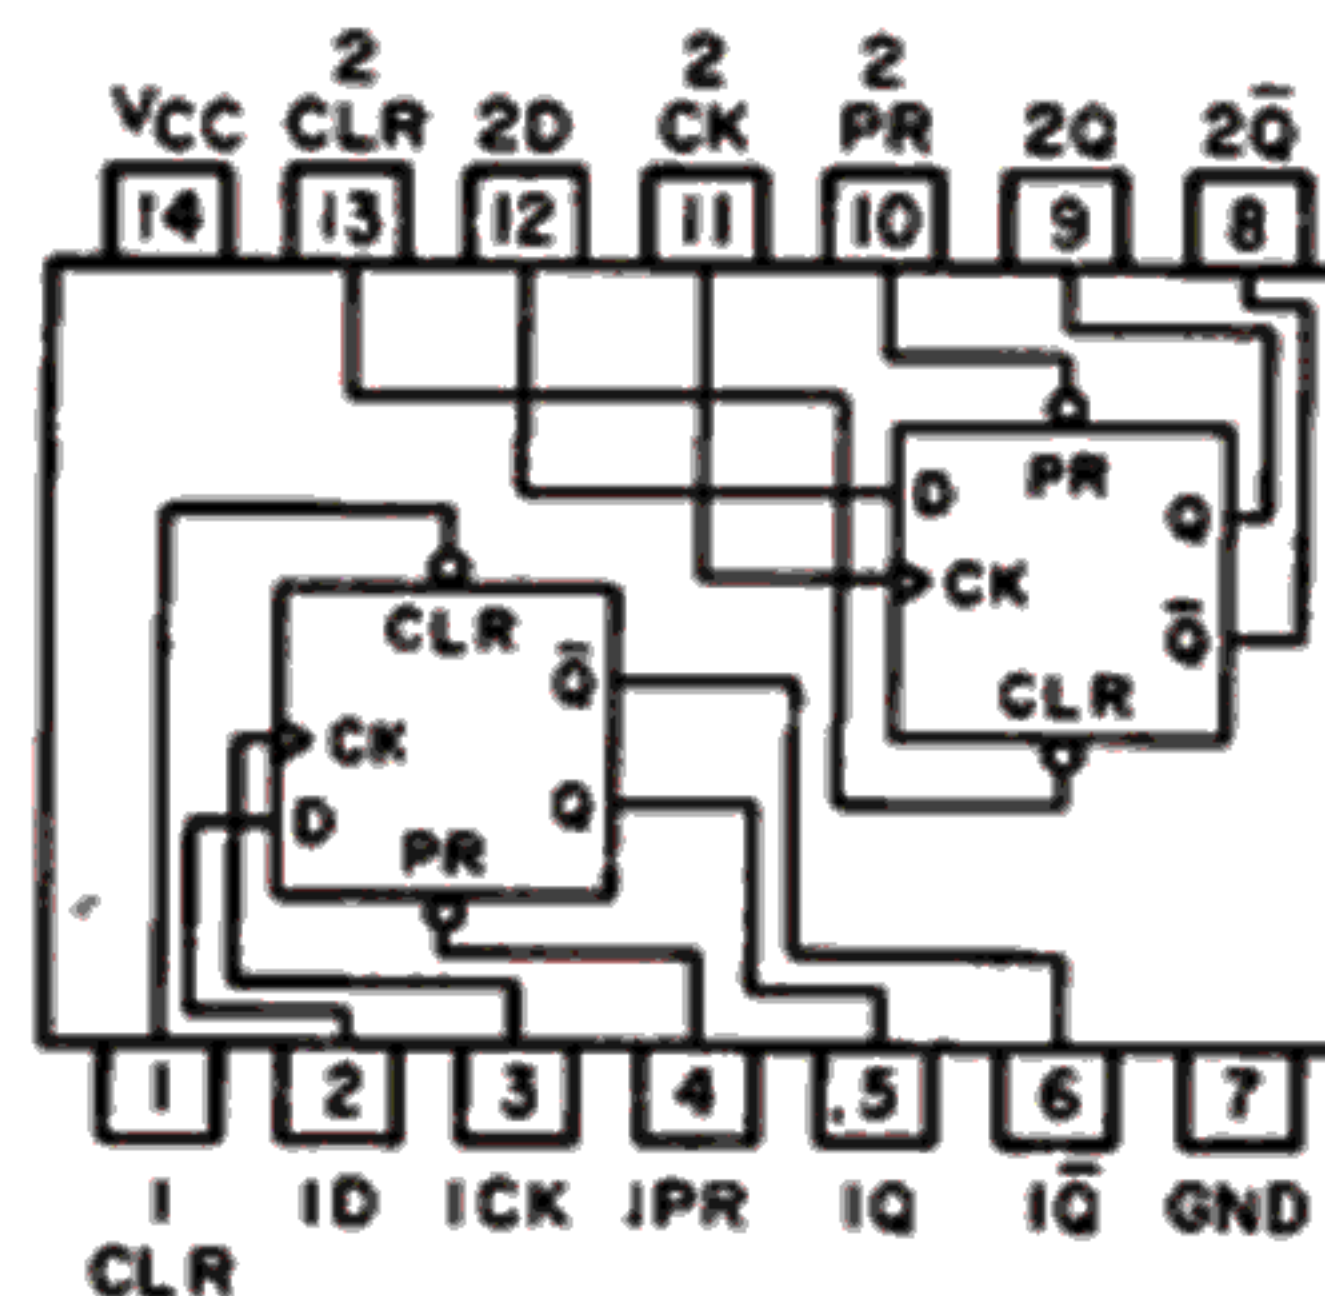 2 2 2
VCC CLR 2D CK PR 2Q 2Q̅
14 13 12 11 10 9 8
PR
D Q
CK
Q̅
CLR
CLR
Q̅
CK
Q
D
PR
1 2 3 4 5 6 7
1 1D 1CK 1PR 1Q 1Q̅ GND
CLR